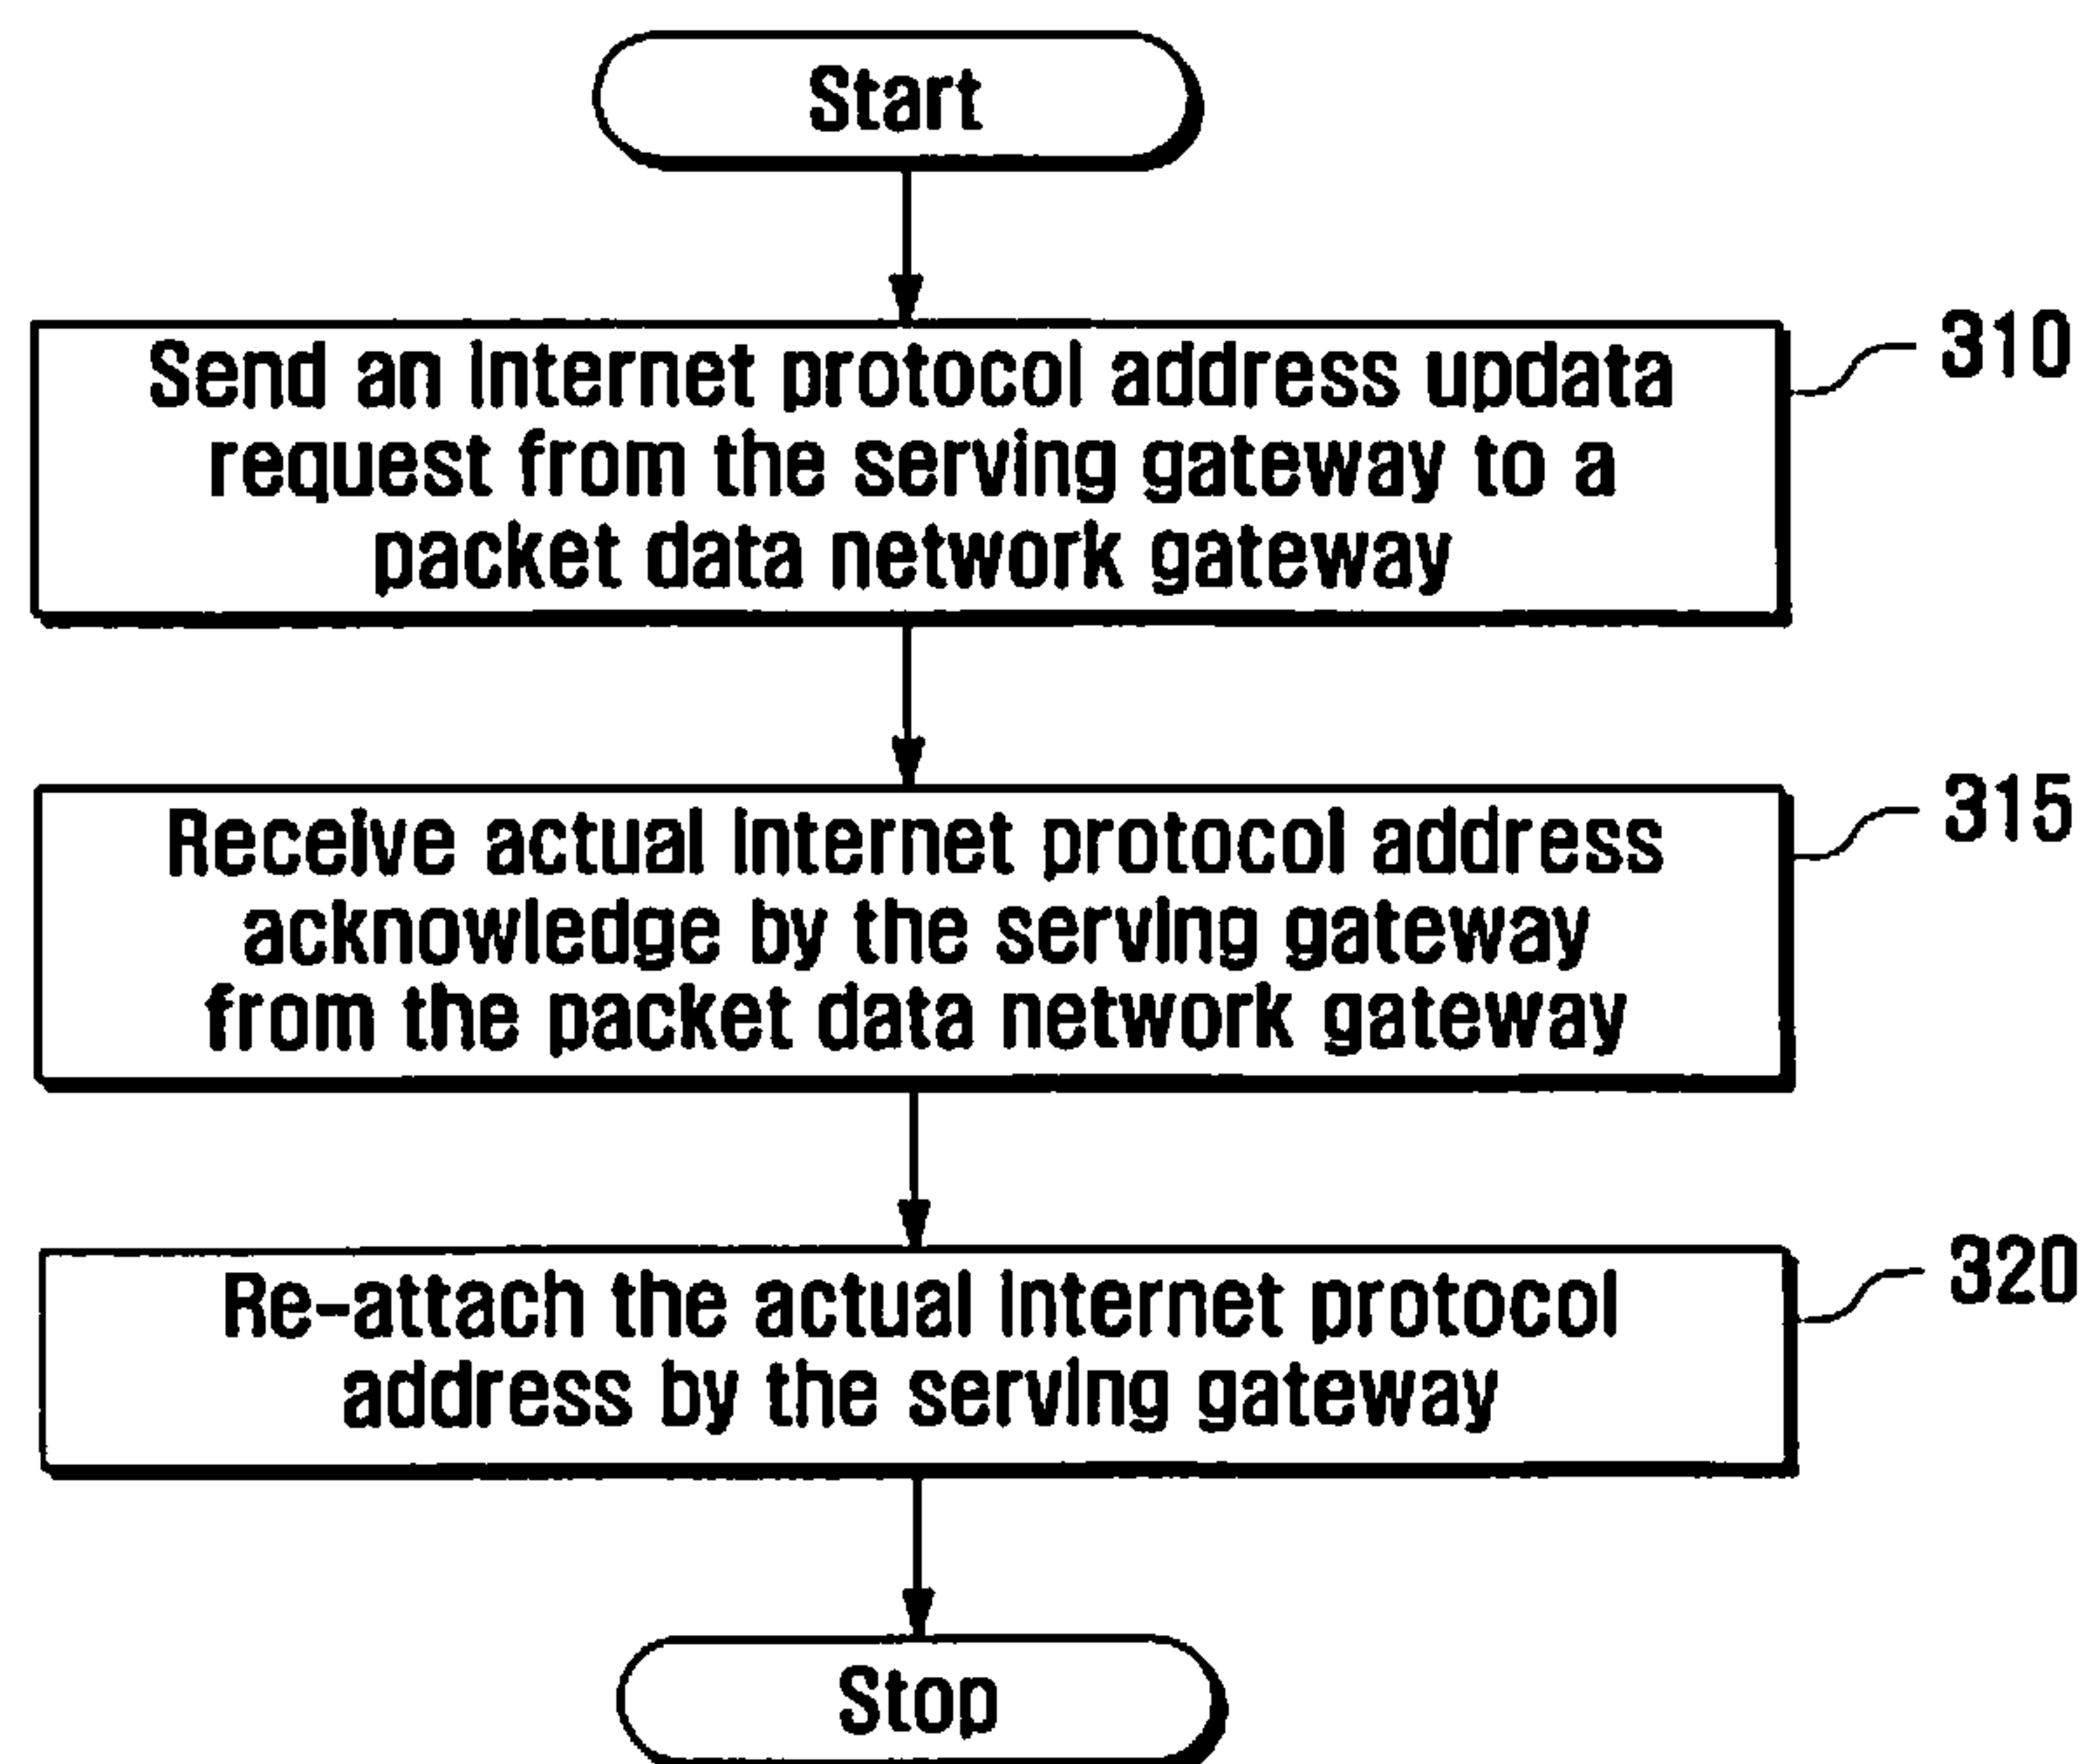 Start
Send an Internet protocol address updata
request from the serving gateway to a
packet data network gateway
310
Receive actual Internet protocol address
acknowledge by the serving gateway
from the packet data network gateway
315
Re-attach the actual Internet protocol
address by the serving gateway
320
Stop